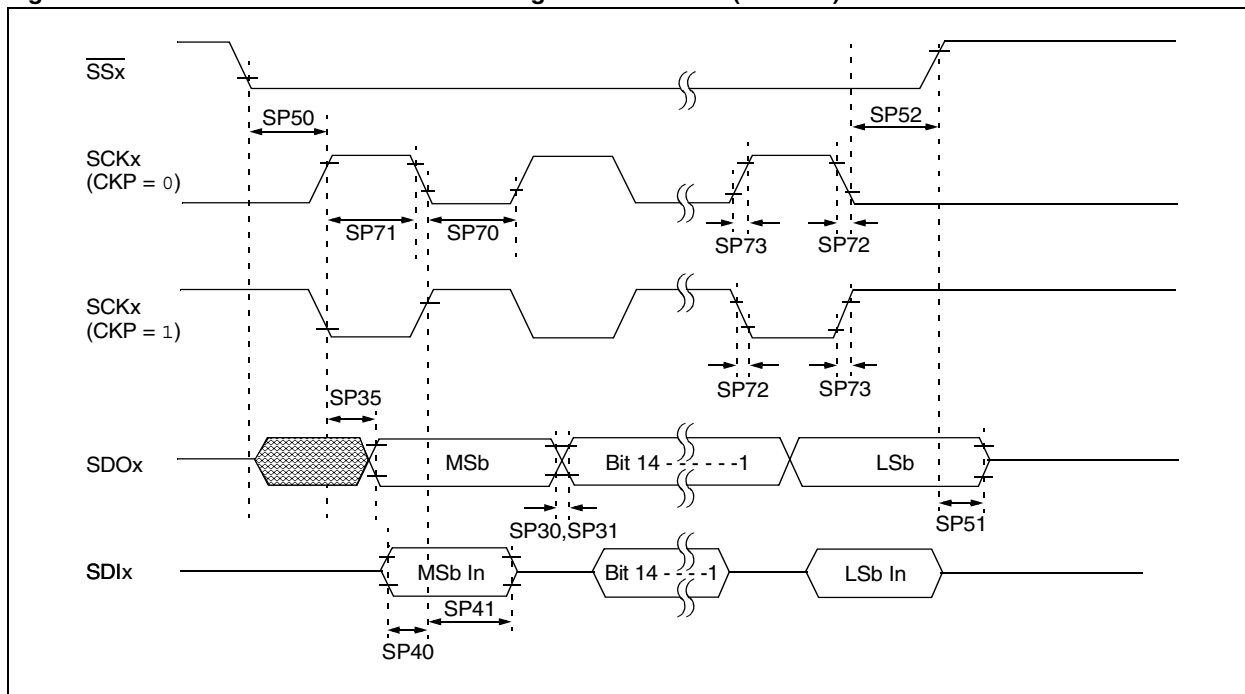 SSx
SP50
SP52
SCKx
(CKP = 0)
SP71
SP70
SP73
SP72
SCKx
(CKP = 1)
SP72
SP73
SP35
SDOx
MSb
Bit 14 - - - - - - -1
LSb
SP30,SP31
SP51
SDIx
MSb In
Bit 14 - - - -1
LSb In
SP41
SP40